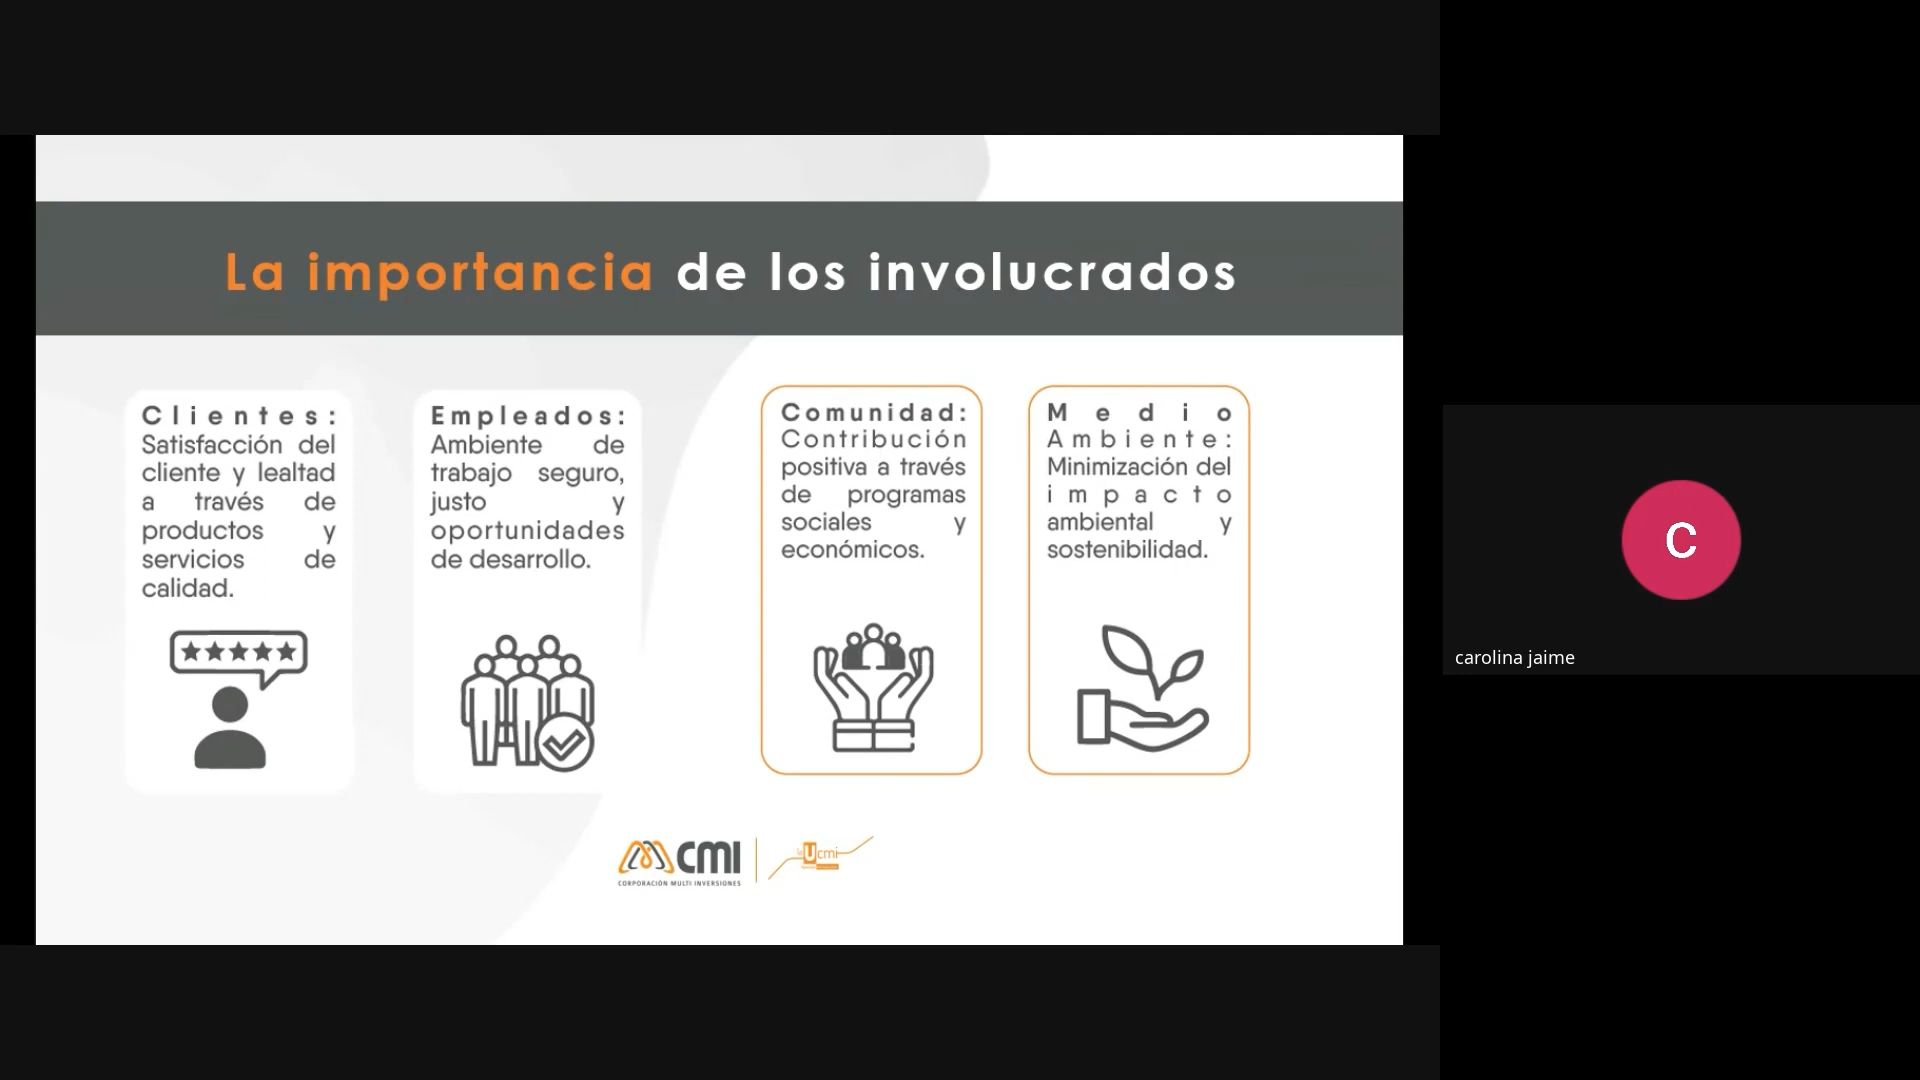 La importancia de los involucrados
Clientes:
Satisfacción del
cliente y lealtad
a través de
productos y
servicios de
calidad.
Empleados:
Ambiente de
trabajo seguro,
justo y
oportunidades
de desarrollo.
Comunidad:
Contribución
positiva a través
de programas
sociales y
económicos.
Medio
Ambiente:
Minimización del
impacto
ambiental y
sostenibilidad.
cmi
CORPORACIÓN MULTI INVERSIONES
Ucmi
C
carolina jaime